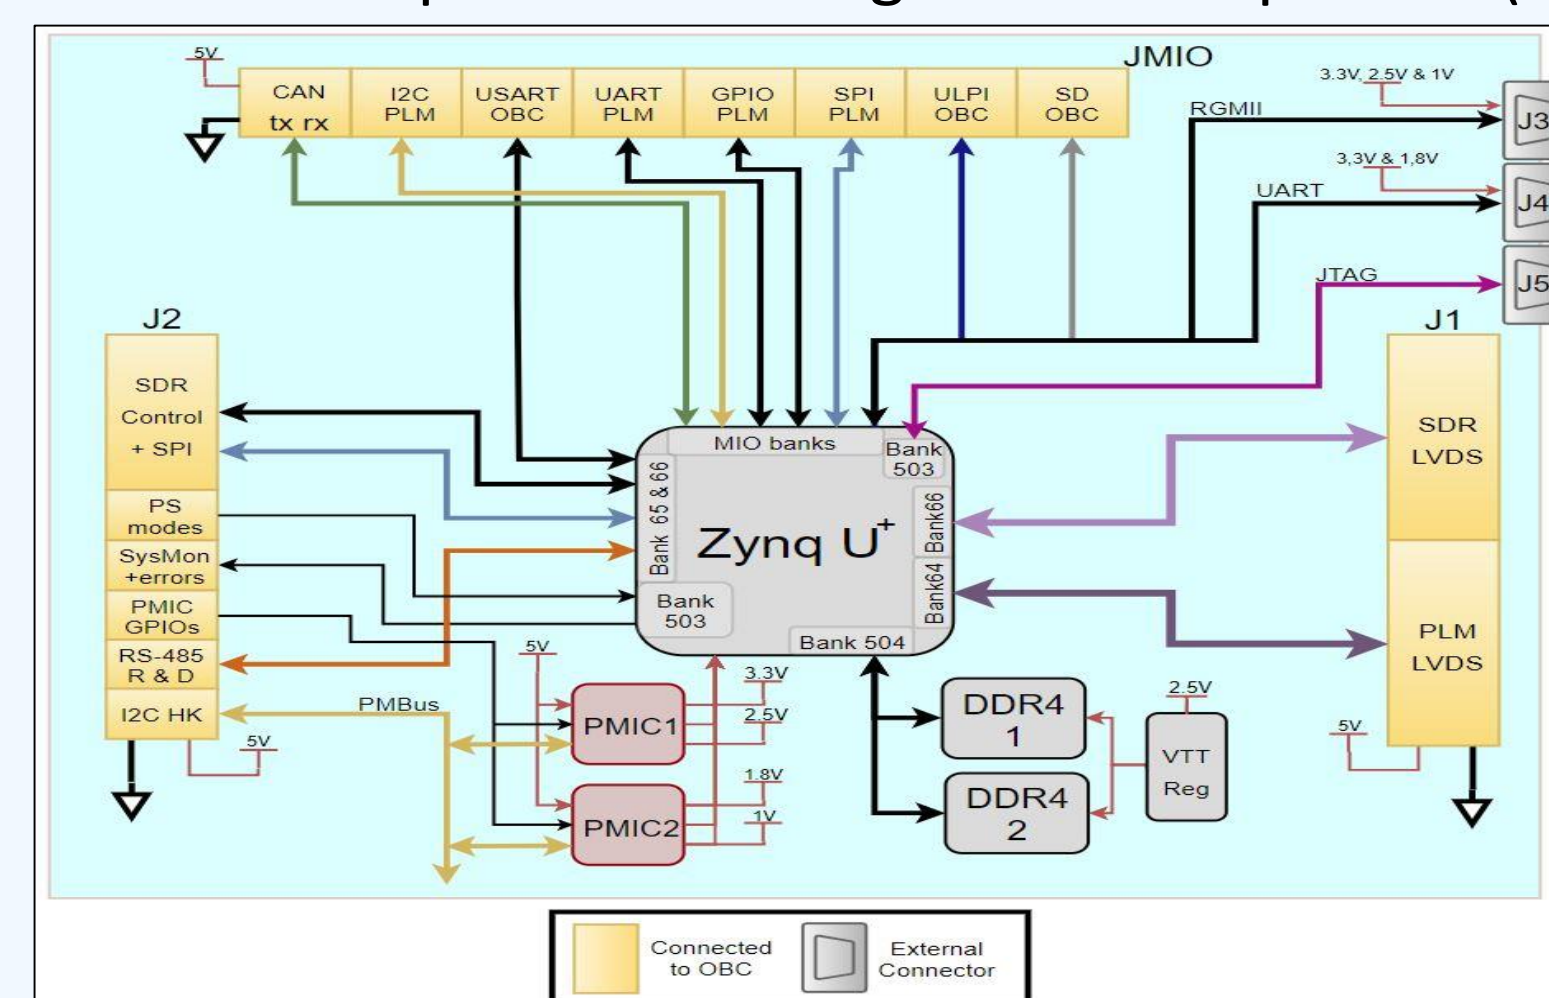 JMIO
5V
CAN
tx rx
I2C
PLM
USART
OBC
UART
PLM
GPIO
PLM
SPI
PLM
ULPI
OBC
SD
OBC
3.3V, 2.5V & 1V
RGMII
J3
3,3V & 1,8V
UART
J4
JTAG
J5
J2
SDR
Control
+ SPI
PS
modes
SysMon
+errors
PMIC
GPIOs
RS-485
R & D
I2C HK
5V
PMBus
MIO banks
Bank
503
Bank 65 & 66
Zynq U+
Bank66
Bank64
Bank
503
Bank 504
J1
SDR
LVDS
PLM
LVDS
5V
5V
PMIC1
3.3V
2.5V
PMIC2
1.8V
1V
DDR4
1
DDR4
2
2.5V
VTT
Reg
Connected
to OBC
External
Connector